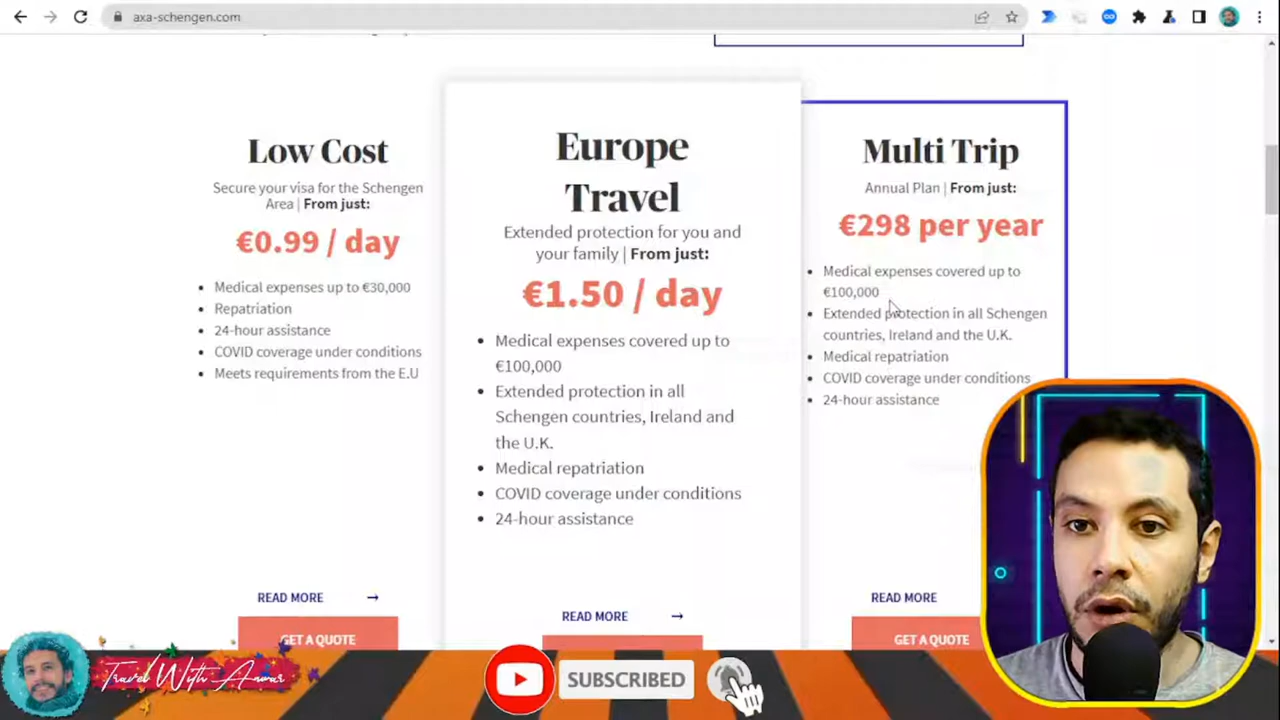 axa-schengen.com
Low Cost
Secure your visa for the Schengen
Area | From just:
€0.99 / day
Medical expenses up to €30,000
Repatriation
24-hour assistance
COVID coverage under conditions
Meets requirements from the E.U
READ MORE
GET A QUOTE
Europe
Travel
Extended protection for you and
your family | From just:
€1.50 / day
Medical expenses covered up to
€100,000
Extended protection in all
Schengen countries, Ireland and
the U.K.
Medical repatriation
COVID coverage under conditions
24-hour assistance
READ MORE
Multi Trip
Annual Plan | From just:
€298 per year
Medical expenses covered up to
€100,000
Extended protection in all Schengen
countries, Ireland and the U.K.
Medical repatriation
COVID coverage under conditions
24-hour assistance
READ MORE
GET A QUOTE
Travel With Anwar
SUBSCRIBED